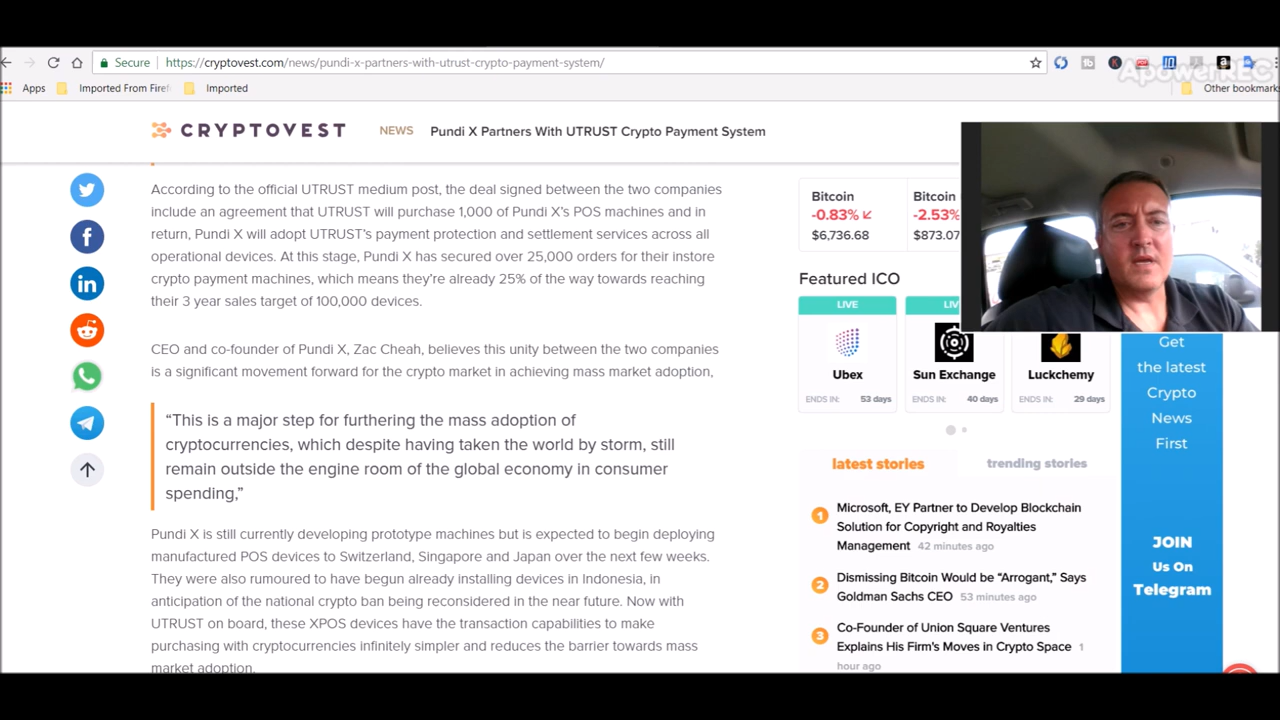 ApowerREC
Secure https://cryptovest.com/news/pundi-x-partners-with-utrust-crypto-payment-system/
Apps Imported From Firef Imported Other bookmarks
CRYPTOVEST NEWS Pundi X Partners With UTRUST Crypto Payment System
According to the official UTRUST medium post, the deal signed between the two companies
include an agreement that UTRUST will purchase 1,000 of Pundi X's POS machines and in
return, Pundi X will adopt UTRUST's payment protection and settlement services across all
operational devices. At this stage, Pundi X has secured over 25,000 orders for their instore
crypto payment machines, which means they're already 25% of the way towards reaching
their 3 year sales target of 100,000 devices.
CEO and co-founder of Pundi X, Zac Cheah, believes this unity between the two companies
is a significant movement forward for the crypto market in achieving mass market adoption,
“This is a major step for furthering the mass adoption of
cryptocurrencies, which despite having taken the world by storm, still
remain outside the engine room of the global economy in consumer
spending,”
Pundi X is still currently developing prototype machines but is expected to begin deploying
manufactured POS devices to Switzerland, Singapore and Japan over the next few weeks.
They were also rumoured to have begun already installing devices in Indonesia, in
anticipation of the national crypto ban being reconsidered in the near future. Now with
UTRUST on board, these XPOS devices have the transaction capabilities to make
purchasing with cryptocurrencies infinitely simpler and reduces the barrier towards mass
market adoption.
Bitcoin Bitcoin
-0.83% -2.53%
$6,736.68 $873.07
Featured ICO
LIVE LIV
Ubex Sun Exchange Luckchemy
ENDS IN: 53 days ENDS IN: 40 days ENDS IN: 29 days
latest stories trending stories
1 Microsoft, EY Partner to Develop Blockchain
Solution for Copyright and Royalties
Management 42 minutes ago
2 Dismissing Bitcoin Would be “Arrogant,” Says
Goldman Sachs CEO 53 minutes ago
3 Co-Founder of Union Square Ventures
Explains His Firm's Moves in Crypto Space 1
hour ago
Get
the latest
Crypto
News
First
JOIN
Us On
Telegram